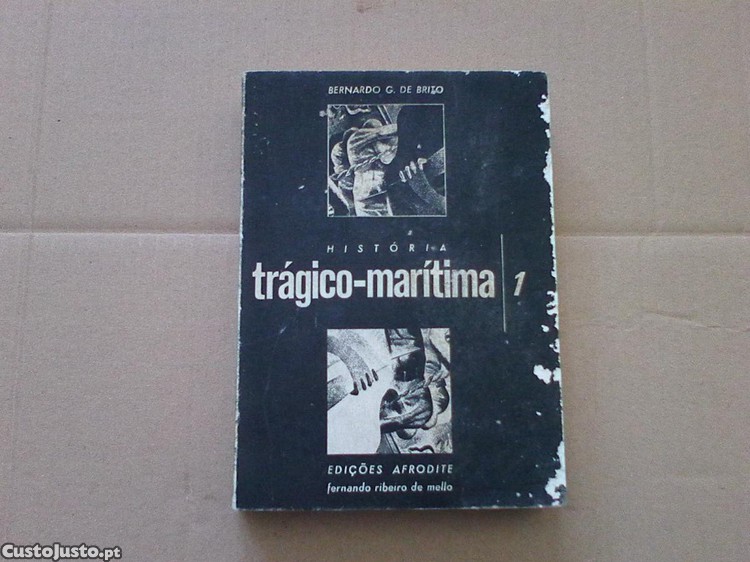 BERNARDO G. DE BRITO
HISTÓRIA
trágico-marítima 1
EDIÇÕES AFRODITE
fernando ribeiro de mello
CustoJusto.pt